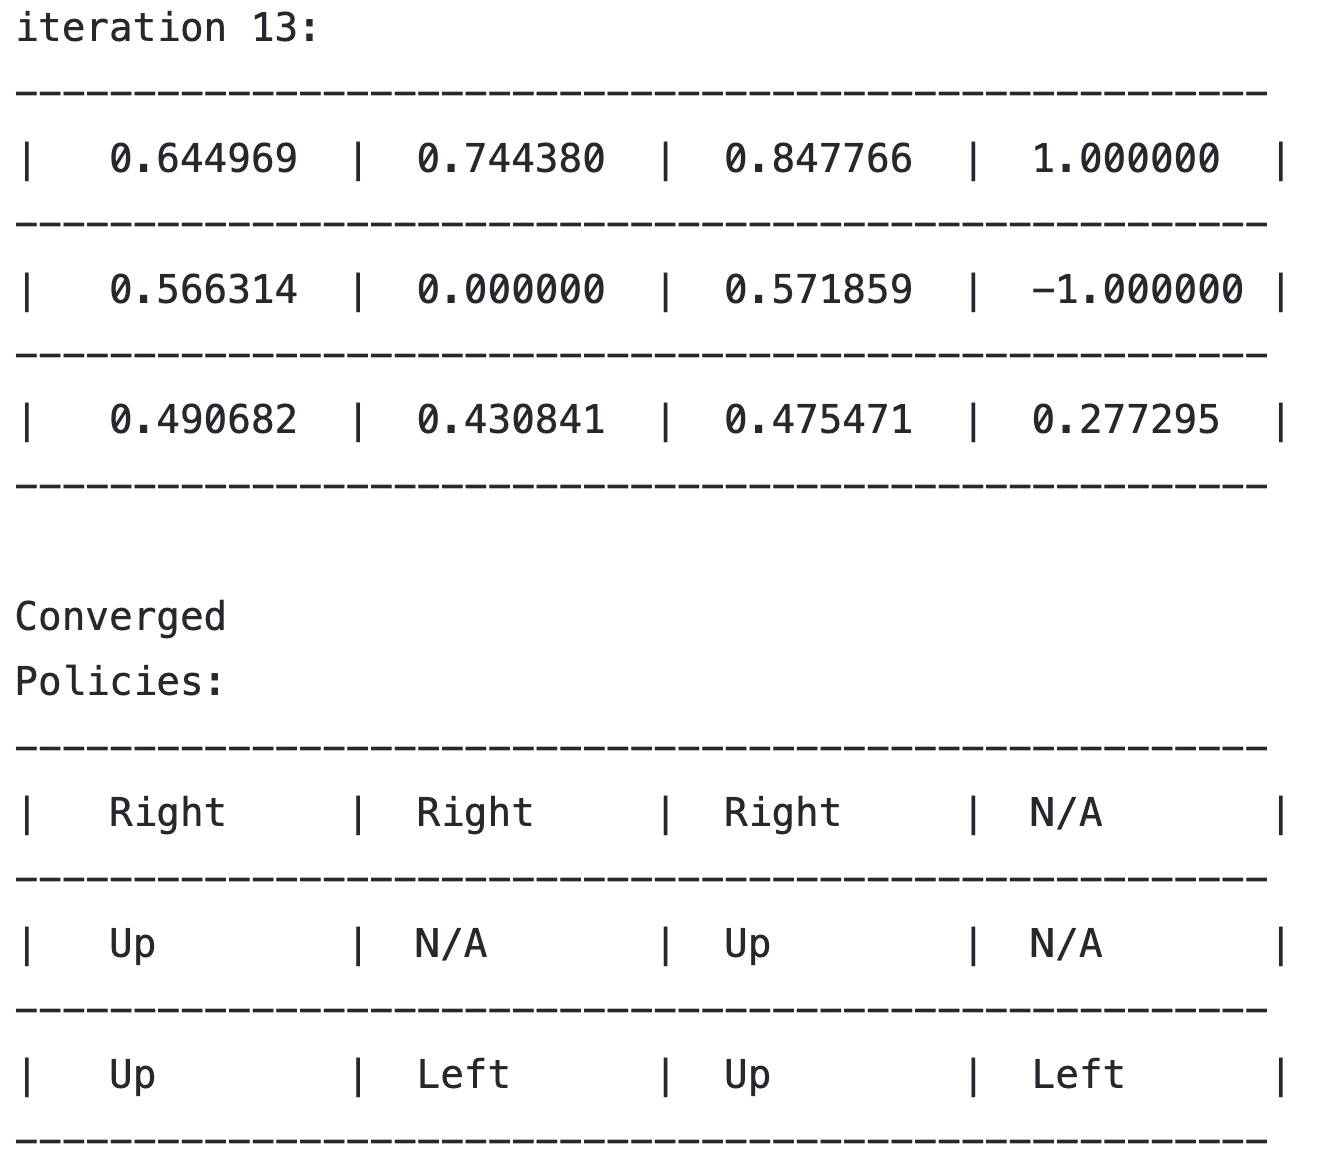 iteration 13:
-----------------------------------------------------
|   0.644969  |  0.744380  |  0.847766  |  1.000000  |
-----------------------------------------------------
|   0.566314  |  0.000000  |  0.571859  |  -1.000000 |
-----------------------------------------------------
|   0.490682  |  0.430841  |  0.475471  |  0.277295  |
-----------------------------------------------------
Converged
Policies:
-----------------------------------------------------
|   Right     |  Right     |  Right     |  N/A       |
-----------------------------------------------------
|   Up        |  N/A       |  Up        |  N/A       |
-----------------------------------------------------
|   Up        |  Left      |  Up        |  Left      |
-----------------------------------------------------